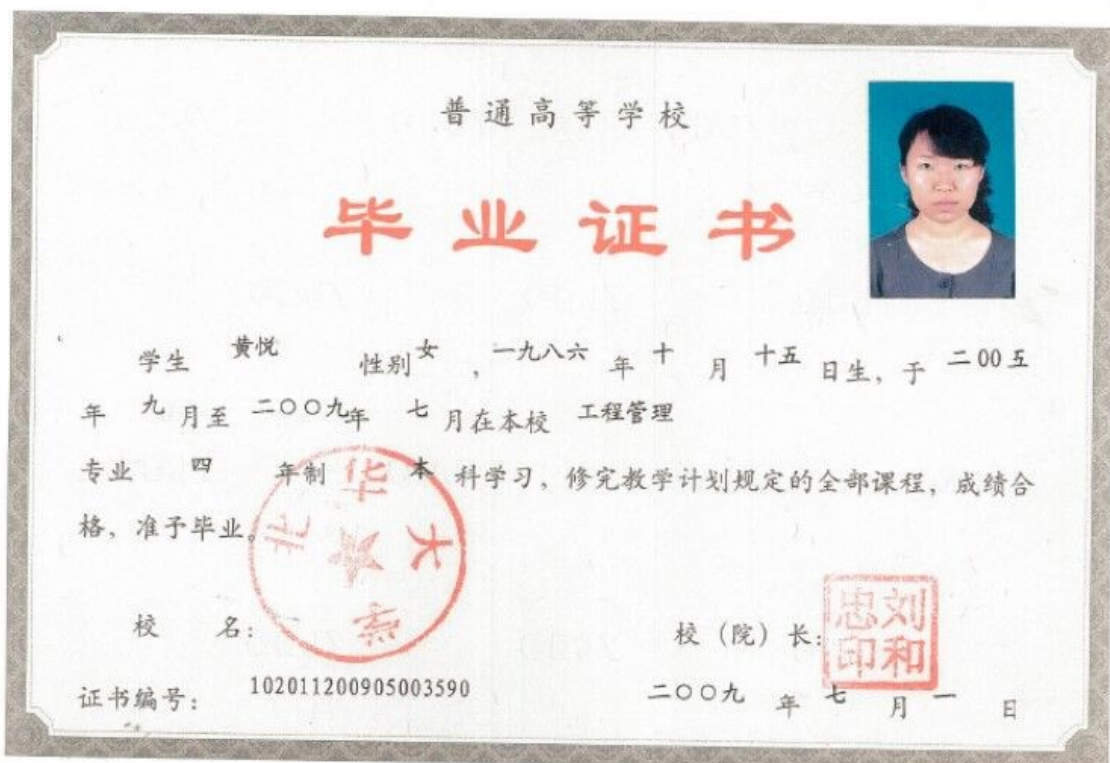 普通高等学校
毕业证书
学生 黄悦 性别 女 ，一九八六 年 十 月 十五 日生，于 二00五
年 九 月至 二〇〇九年 七 月在本校 工程管理
专业 四 年制 本 科学习，修完教学计划规定的全部课程，成绩合
格，准予毕业。
北华大学
校 名：
校（院）长：
刘和忠印
证书编号： 102011200905003590
二〇〇九 年 七 月 一 日